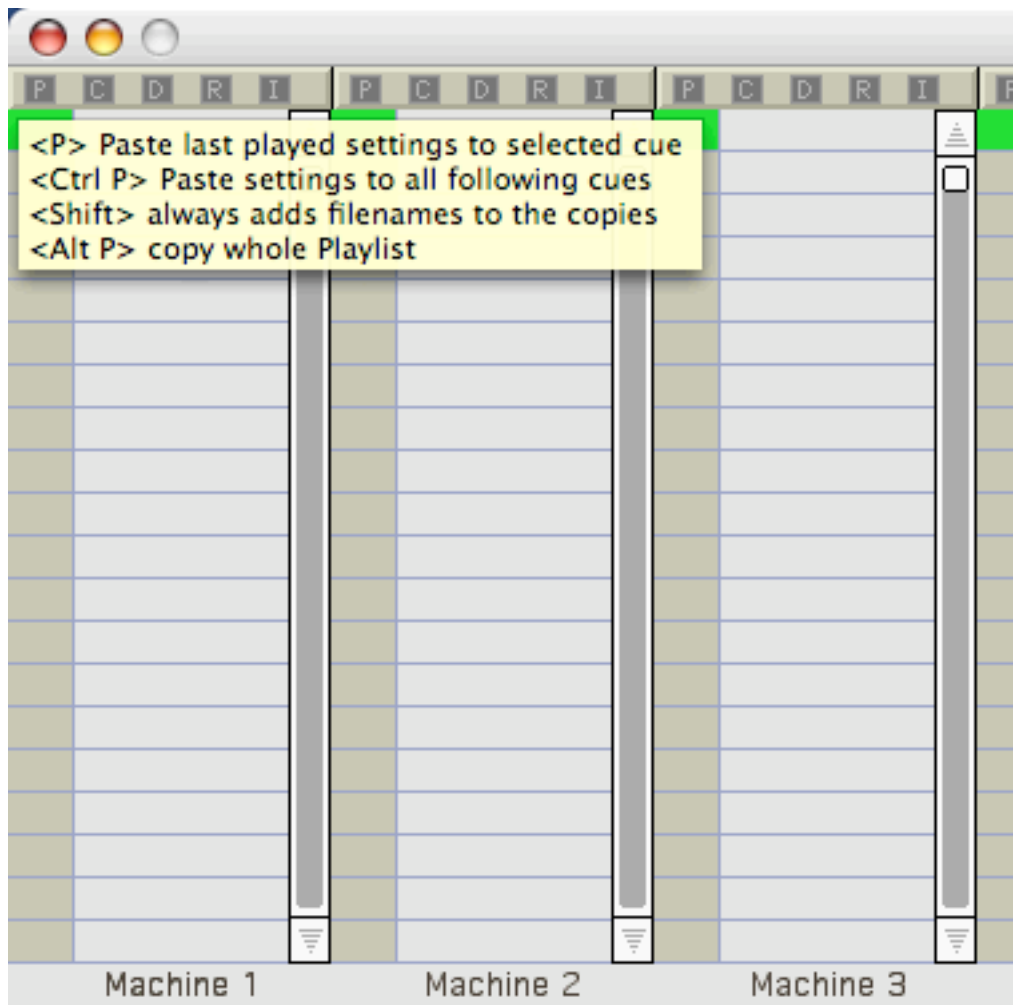 P C D R I P C D R I P C D R I
<P> Paste last played settings to selected cue
<Ctrl P> Paste settings to all following cues
<Shift> always adds filenames to the copies
<Alt P> copy whole Playlist
Machine 1 Machine 2 Machine 3